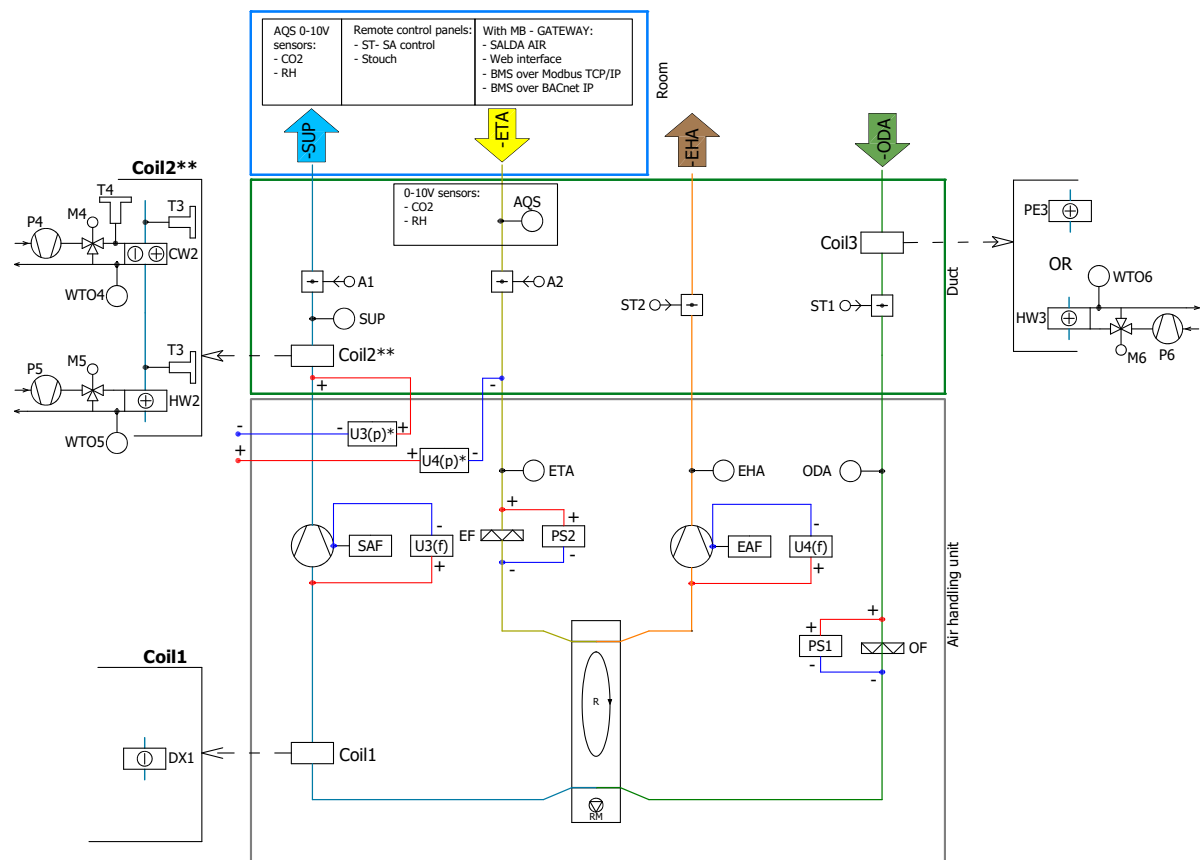 AQS 0-10V
sensors:
- CO2
- RH
Remote control panels:
- ST- SA control
- Stouch
With MB - GATEWAY:
- SALDA AIR
- Web interface
- BMS over Modbus TCP/IP
- BMS over BACnet IP
Room
-SUP
-ETA
-EHA
-ODA
Coil2**
T4
M4
P4
T3
CW2
WTO4
M5
P5
T3
HW2
WTO5
0-10V sensors:
- CO2
- RH
AQS
A1
A2
SUP
Coil2**
ST2
ST1
Coil3
Duct
PE3
OR
WTO6
HW3
M6
P6
+
-
-
U3(p)*
+
+
+
U4(p)*
-
ETA
EHA
ODA
SAF
-
U3(f)
+
EF
+
+
PS2
-
-
EAF
-
U4(f)
+
+
+
PS1
-
-
OF
Air handling unit
R
RM
Coil1
Coil1
DX1